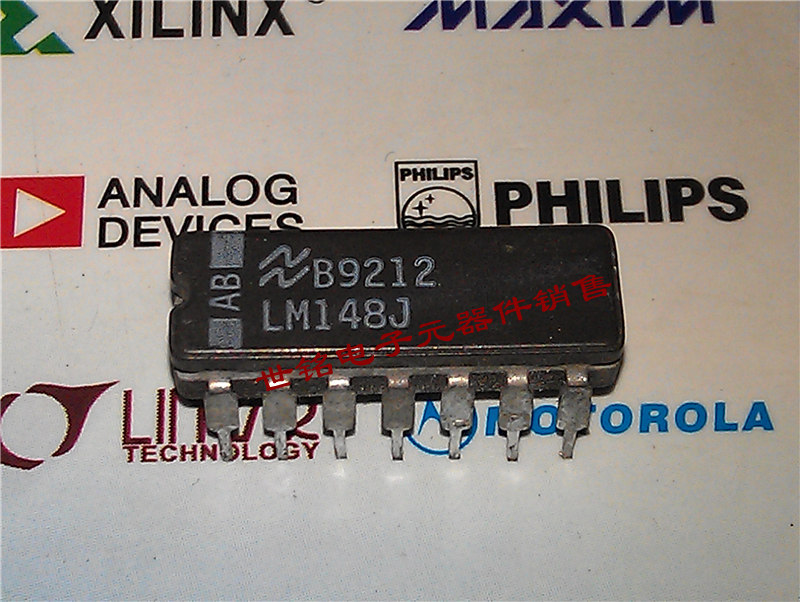 XILINX®
MAXIM
ANALOG
DEVICES
PHILIPS
PHILIPS
AB
B9212
LM148J
世铭电子元器件销售
LINEAR
TECHNOLOGY
MOTOROLA